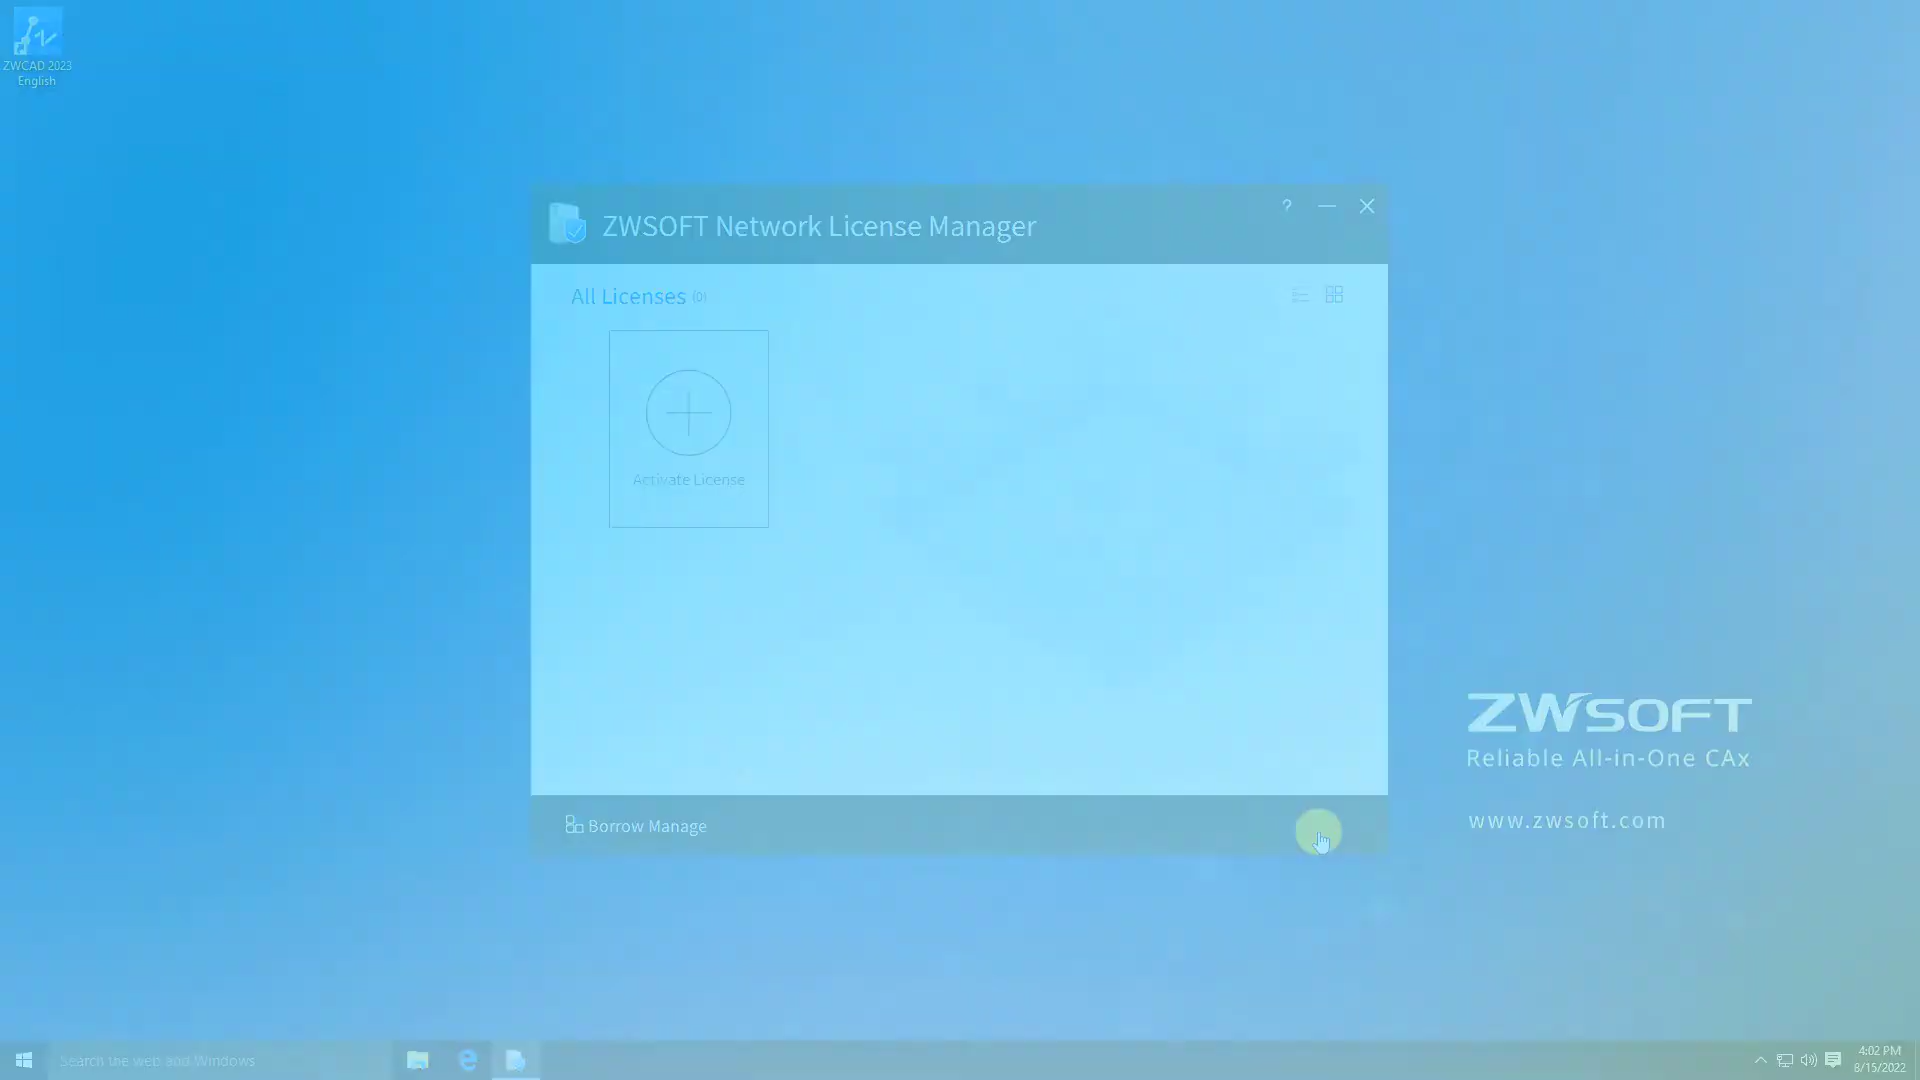 ZWCAD 2023
English
ZWSOFT Network License Manager
?
All Licenses (0)
Activate License
Borrow Manage
ZWSOFT
Reliable All-in-One CAx
www.zwsoft.com
Search the web and Windows
4:02 PM
8/15/2022